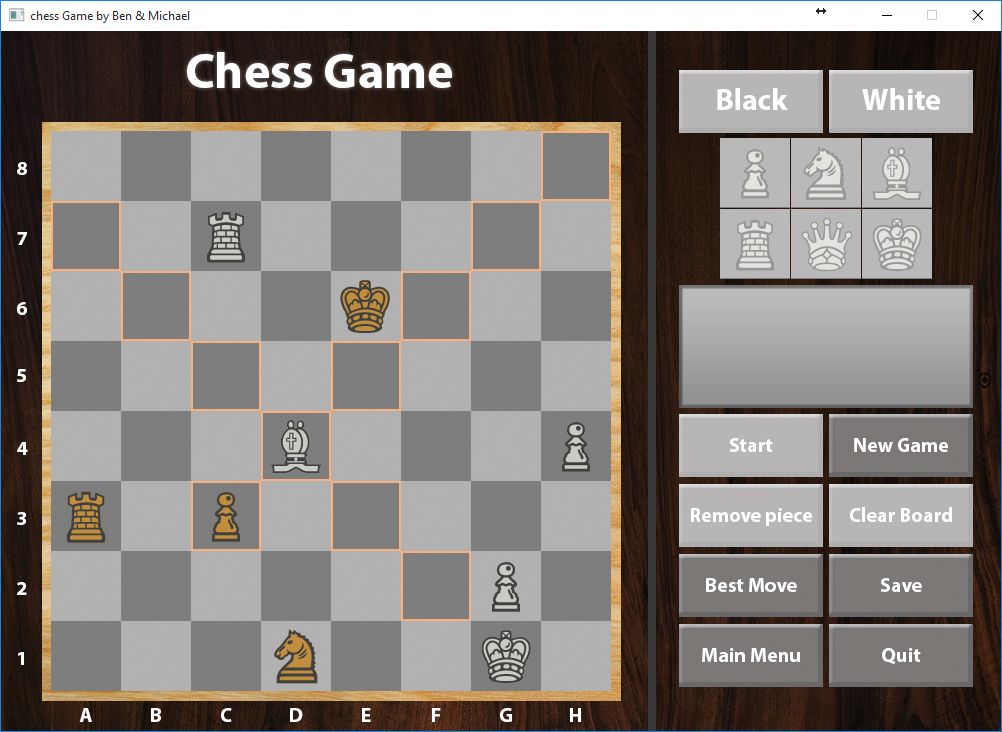 chess Game by Ben & Michael
Chess Game
8
7
6
5
4
3
2
1
A B C D E F G H
Black White
Start New Game
Remove piece Clear Board
Best Move Save
Main Menu Quit